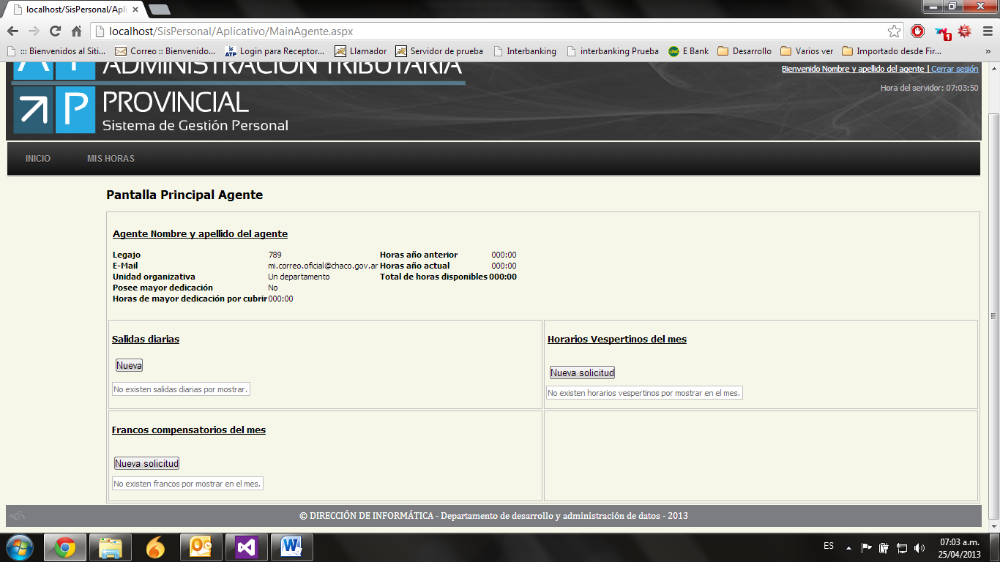 localhost/SisPersonal/Apli
localhost/SisPersonal/Aplicativo/MainAgente.aspx
1
::: Bienvenidos al Siti... Correo :: Bienvenido... ATP Login para Receptor... Llamador Servidor de prueba Interbanking interbanking Prueba LINK E Bank Desarrollo Varios ver Importado desde Fir... »
ADMINISTRACIÓN TRIBUTARIA
P PROVINCIAL
Sistema de Gestión Personal
Bienvenido Nombre y apellido del agente | Cerrar sesión
Hora del servidor: 07:03:50
INICIO MIS HORAS
Pantalla Principal Agente
Agente Nombre y apellido del agente
Legajo 789 Horas año anterior 000:00
E-Mail mi.correo.oficial@chaco.gov.ar Horas año actual 000:00
Unidad organizativa Un departamento Total de horas disponibles 000:00
Posee mayor dedicación No
Horas de mayor dedicación por cubrir 000:00
Salidas diarias
Nueva
No existen salidas diarias por mostrar.
Horarios Vespertinos del mes
Nueva solicitud
No existen horarios vespertinos por mostrar en el mes.
Francos compensatorios del mes
Nueva solicitud
No existen francos por mostrar en el mes.
© DIRECCIÓN DE INFORMÁTICA - Departamento de desarrollo y administración de datos - 2013
ES
07:03 a.m.
25/04/2013